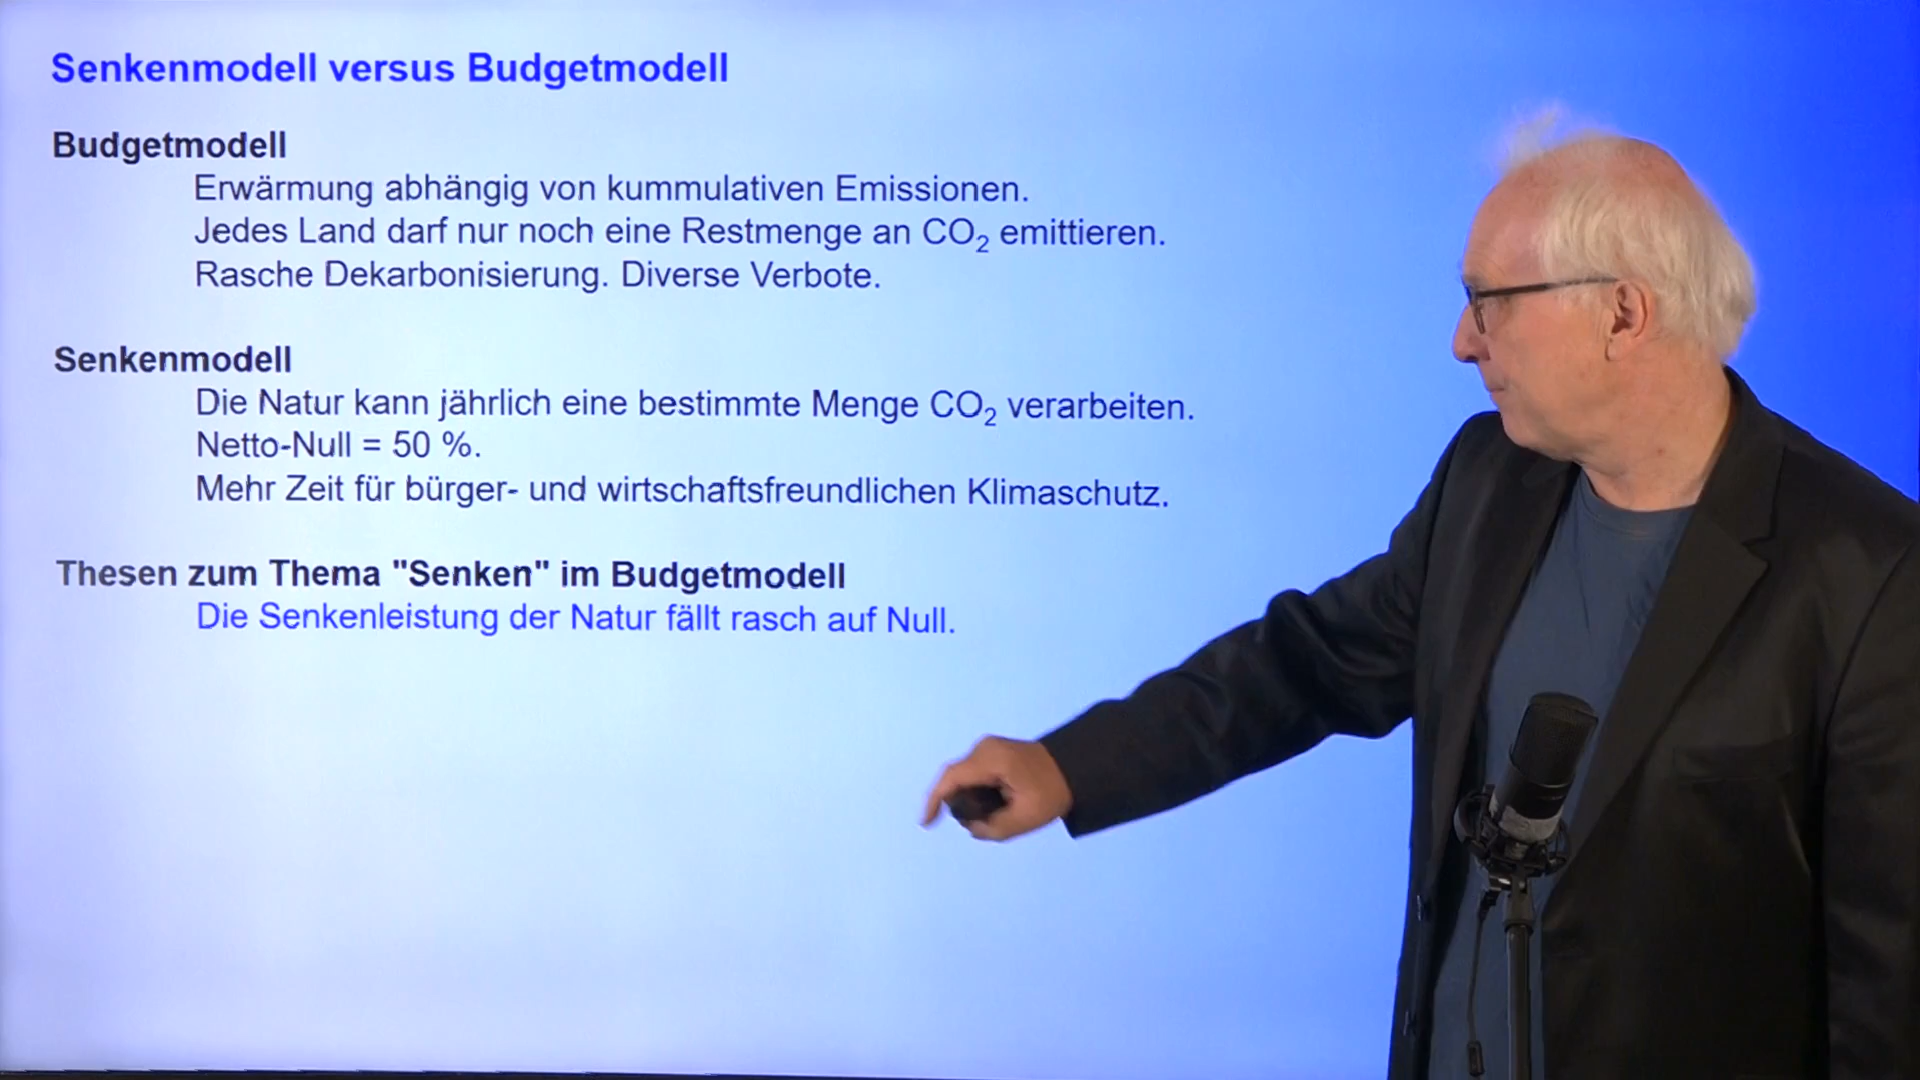 Senkenmodell versus Budgetmodell
Budgetmodell
Erwärmung abhängig von kummulativen Emissionen.
Jedes Land darf nur noch eine Restmenge an CO₂ emittieren.
Rasche Dekarbonisierung. Diverse Verbote.
Senkenmodell
Die Natur kann jährlich eine bestimmte Menge CO₂ verarbeiten.
Netto-Null = 50 %.
Mehr Zeit für bürger- und wirtschaftsfreundlichen Klimaschutz.
Thesen zum Thema "Senken" im Budgetmodell
Die Senkenleistung der Natur fällt rasch auf Null.